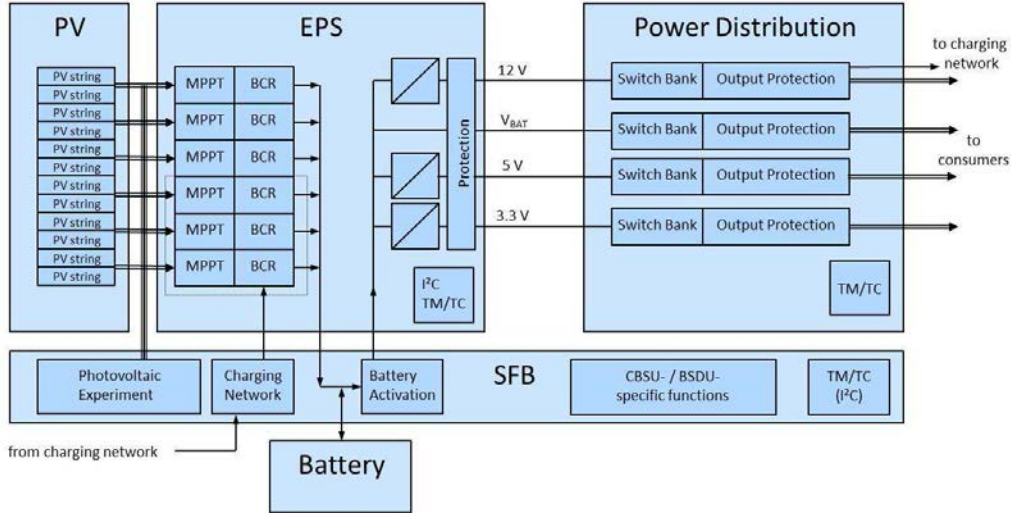 PV
EPS
Power Distribution
PV string
PV string
PV string
PV string
PV string
PV string
PV string
PV string
PV string
PV string
PV string
PV string
MPPT BCR
MPPT BCR
MPPT BCR
MPPT BCR
MPPT BCR
MPPT BCR
I²C
TM/TC
Protection
12 V
V_BAT
5 V
3.3 V
Switch Bank Output Protection
Switch Bank Output Protection
Switch Bank Output Protection
Switch Bank Output Protection
TM/TC
to charging
network
to
consumers
Photovoltaic
Experiment
Charging
Network
Battery
Activation
SFB
CBSU- / BSDU-
specific functions
TM/TC
(I²C)
from charging network
Battery